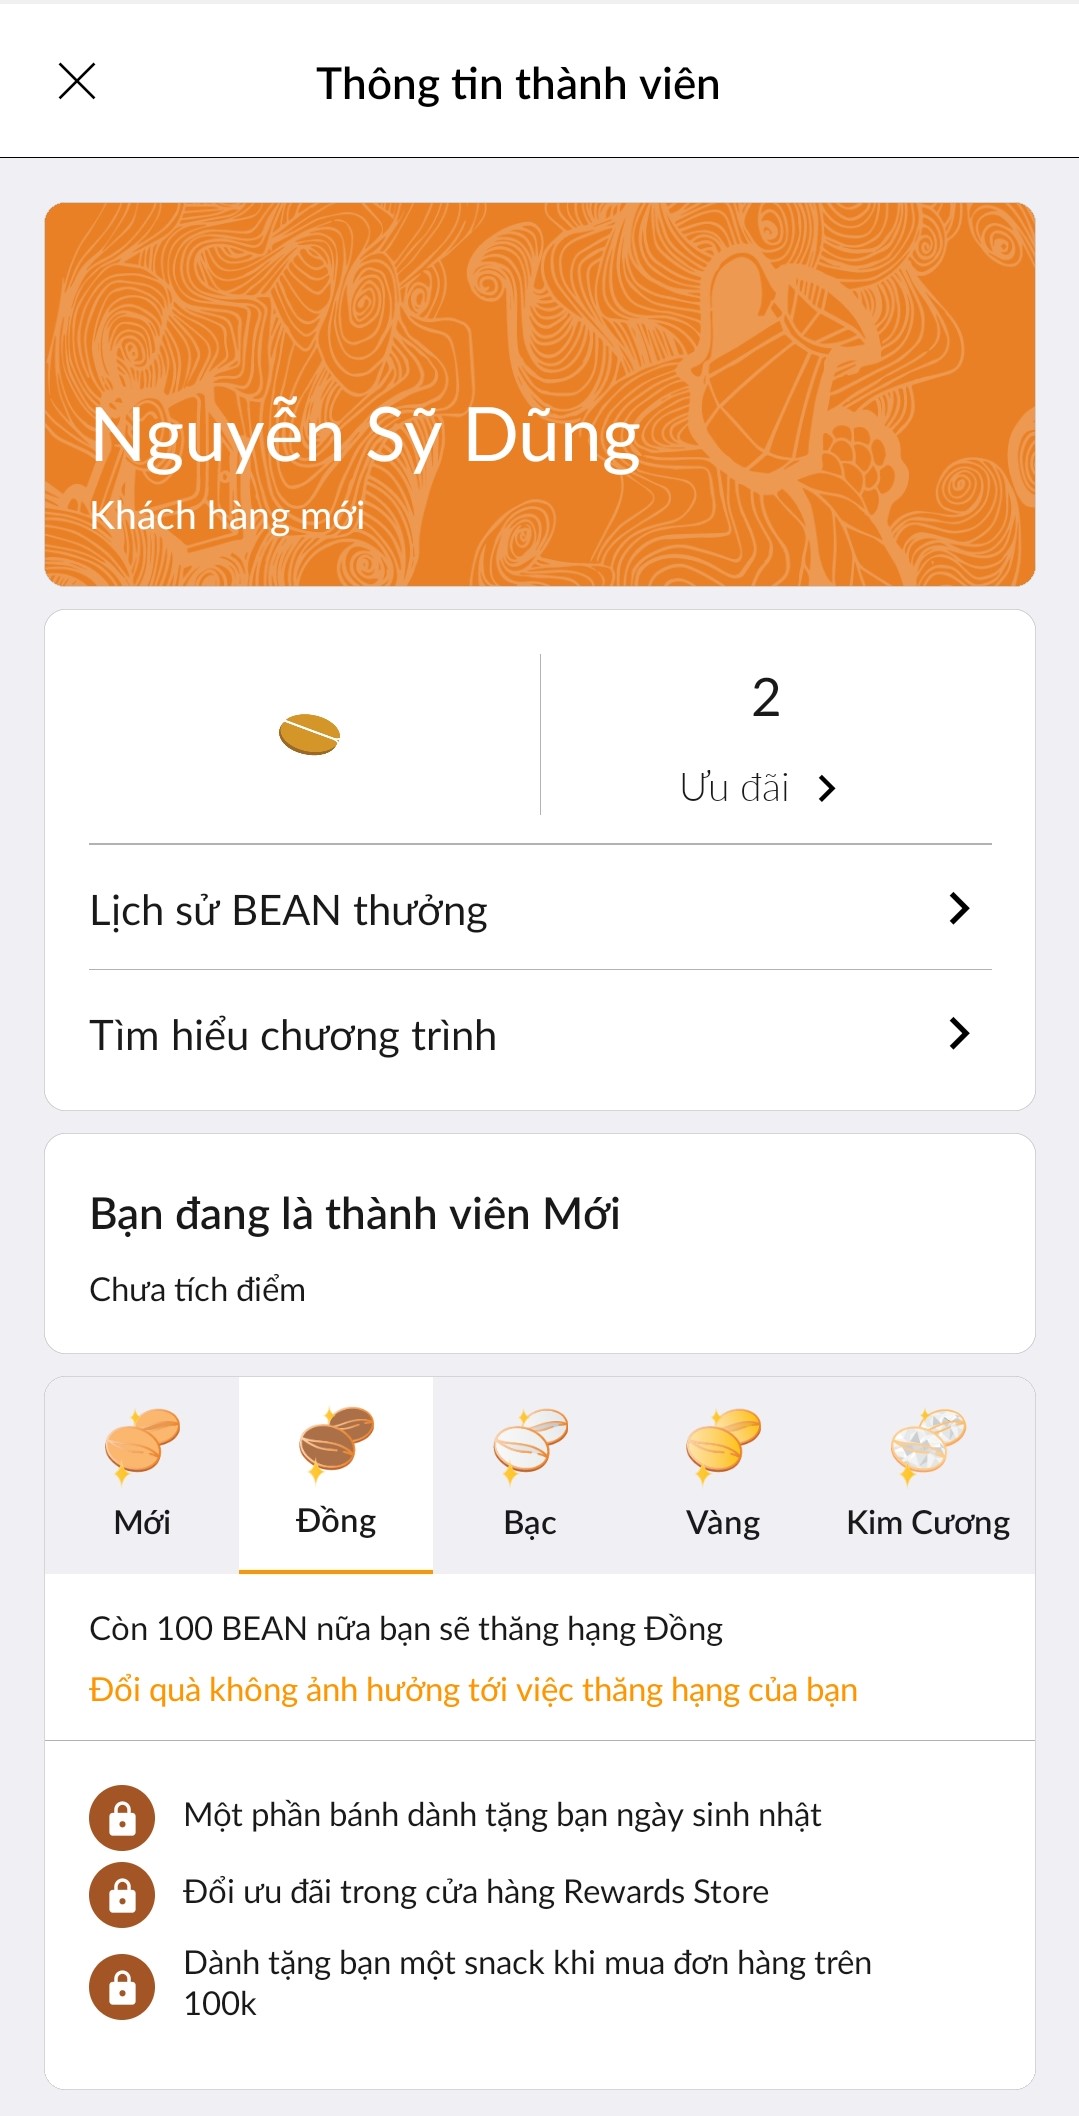 Thông tin thành viên
Nguyễn Sỹ Dũng
Khách hàng mới
2
Ưu đãi
Lịch sử BEAN thưởng
Tìm hiểu chương trình
Bạn đang là thành viên Mới
Chưa tích điểm
Mới
Đồng
Bạc
Vàng
Kim Cương
Còn 100 BEAN nữa bạn sẽ thăng hạng Đồng
Đổi quà không ảnh hưởng tới việc thăng hạng của bạn
Một phần bánh dành tặng bạn ngày sinh nhật
Đổi ưu đãi trong cửa hàng Rewards Store
Dành tặng bạn một snack khi mua đơn hàng trên
100k